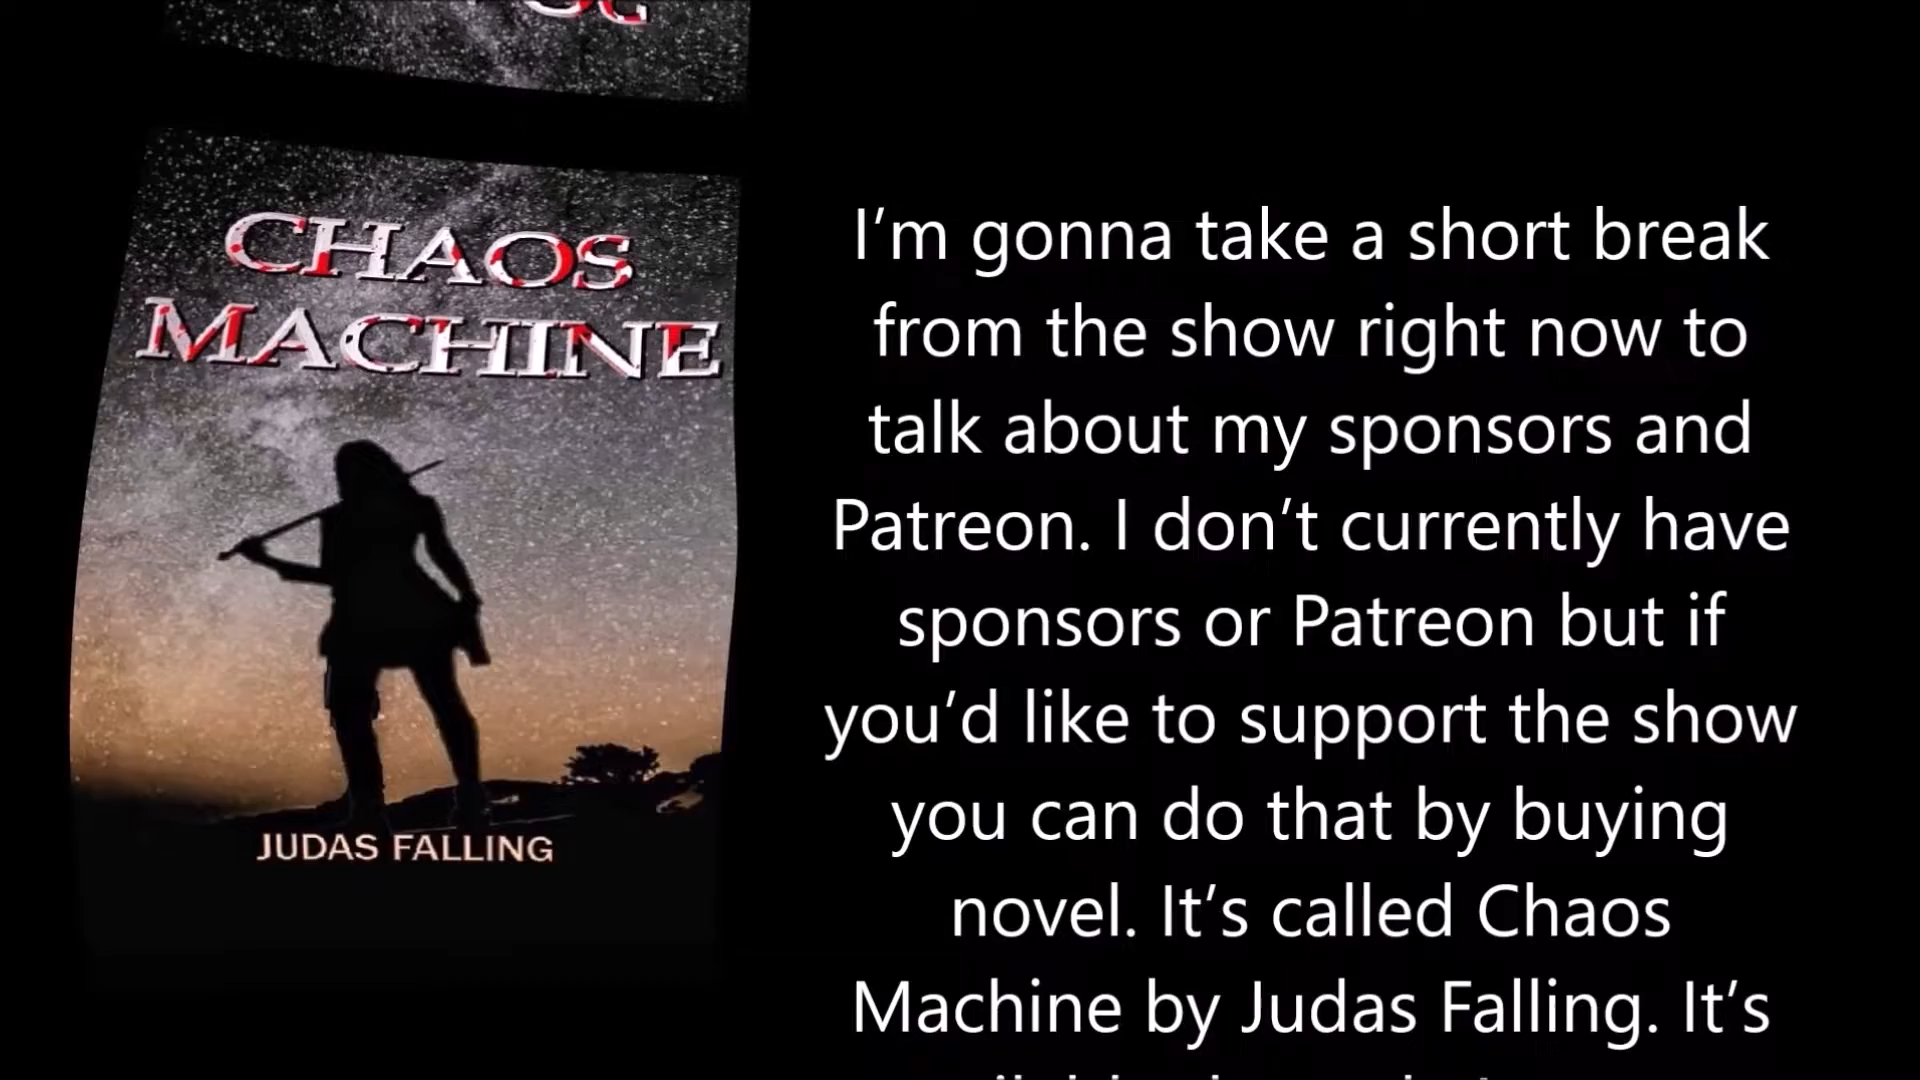 CHAOS
MACHINE
JUDAS FALLING
I’m gonna take a short break
from the show right now to
talk about my sponsors and
Patreon. I don’t currently have
sponsors or Patreon but if
you’d like to support the show
you can do that by buying
novel. It’s called Chaos
Machine by Judas Falling. It’s